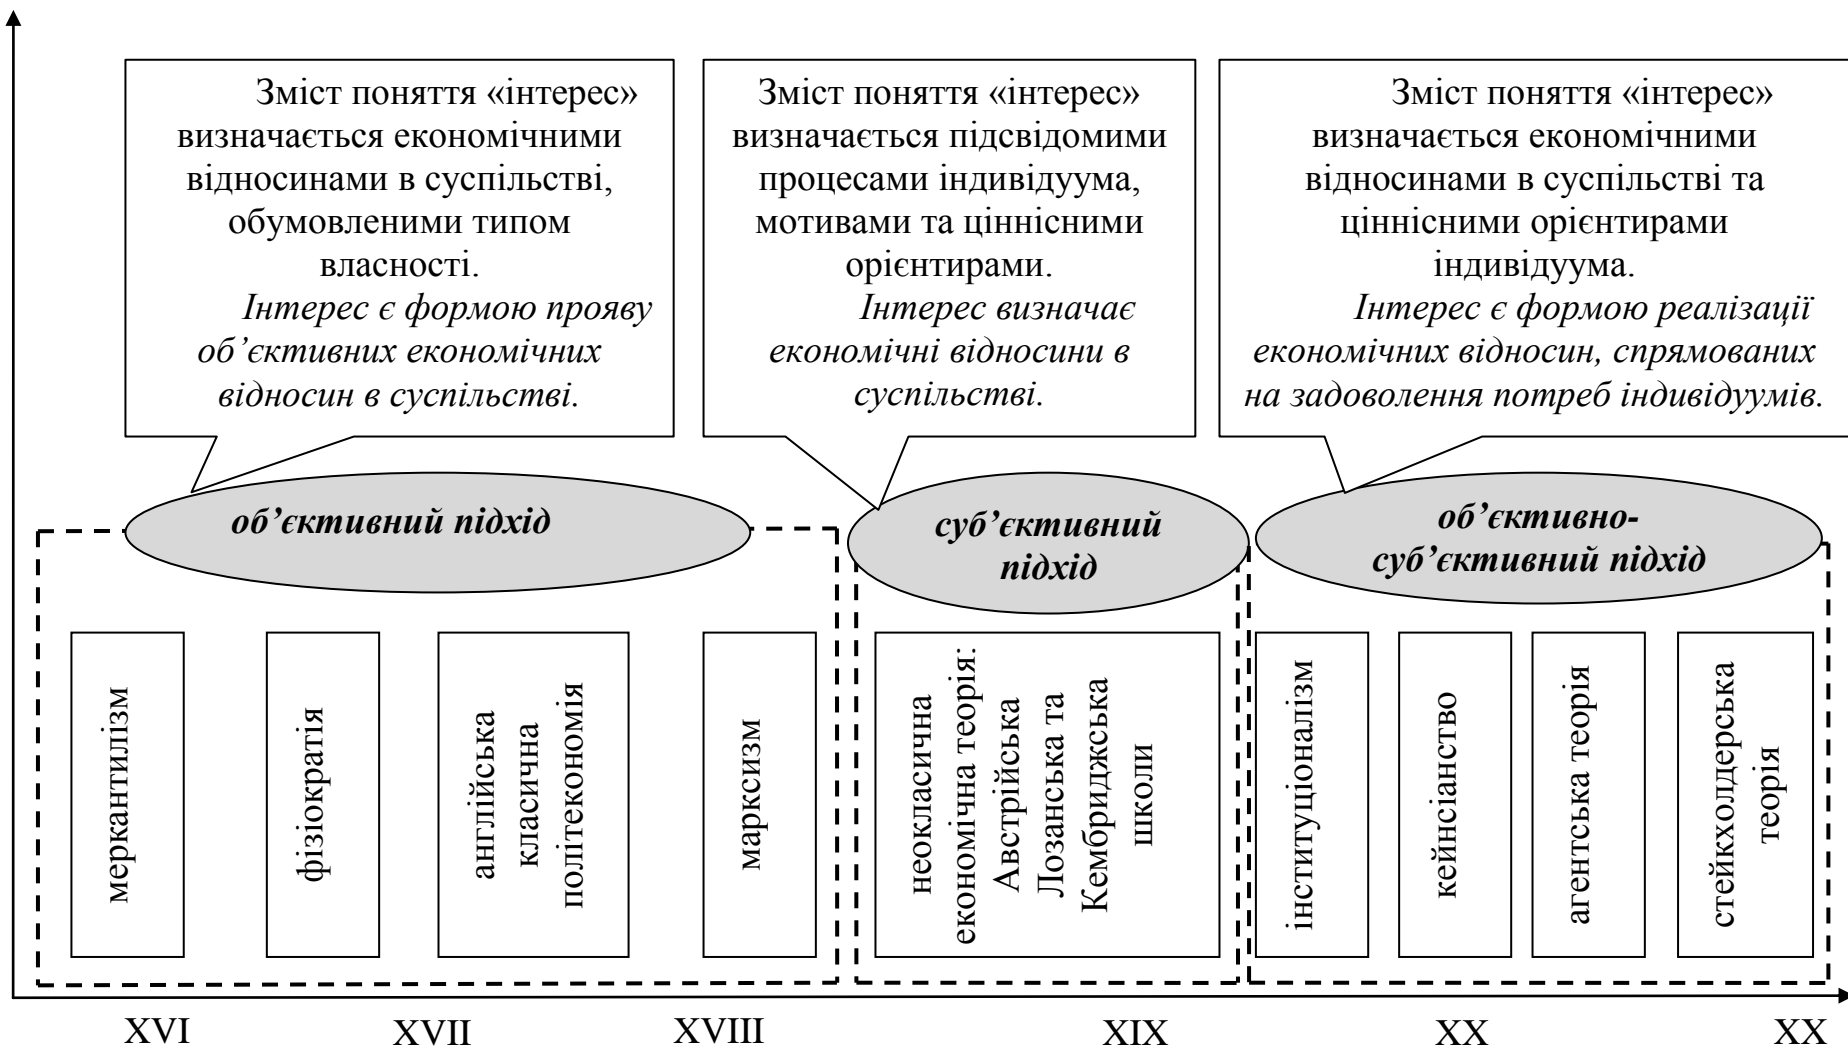 Зміст поняття «інтерес»
визначається економічними
відносинами в суспільстві,
обумовленими типом
власності.
Інтерес є формою прояву
об’єктивних економічних
відносин в суспільстві.
Зміст поняття «інтерес»
визначається підсвідомими
процесами індивідуума,
мотивами та ціннісними
орієнтирами.
Інтерес визначає
економічні відносини в
суспільстві.
Зміст поняття «інтерес»
визначається економічними
відносинами в суспільстві та
ціннісними орієнтирами
індивідуума.
Інтерес є формою реалізації
економічних відносин, спрямованих
на задоволення потреб індивідуумів.
об’єктивний підхід
суб’єктивний
підхід
об’єктивно-
суб’єктивний підхід
меркантилізм
фізіократія
англійська
класична
політекономія
марксизм
неокласична
економічна теорія:
Австрійська
Лозанська та
Кембриджська
школи
інституціоналізм
кейнсіанство
агентська теорія
стейкхолдерська
теорія
XVI
XVII
XVIII
XIX
XX
XX